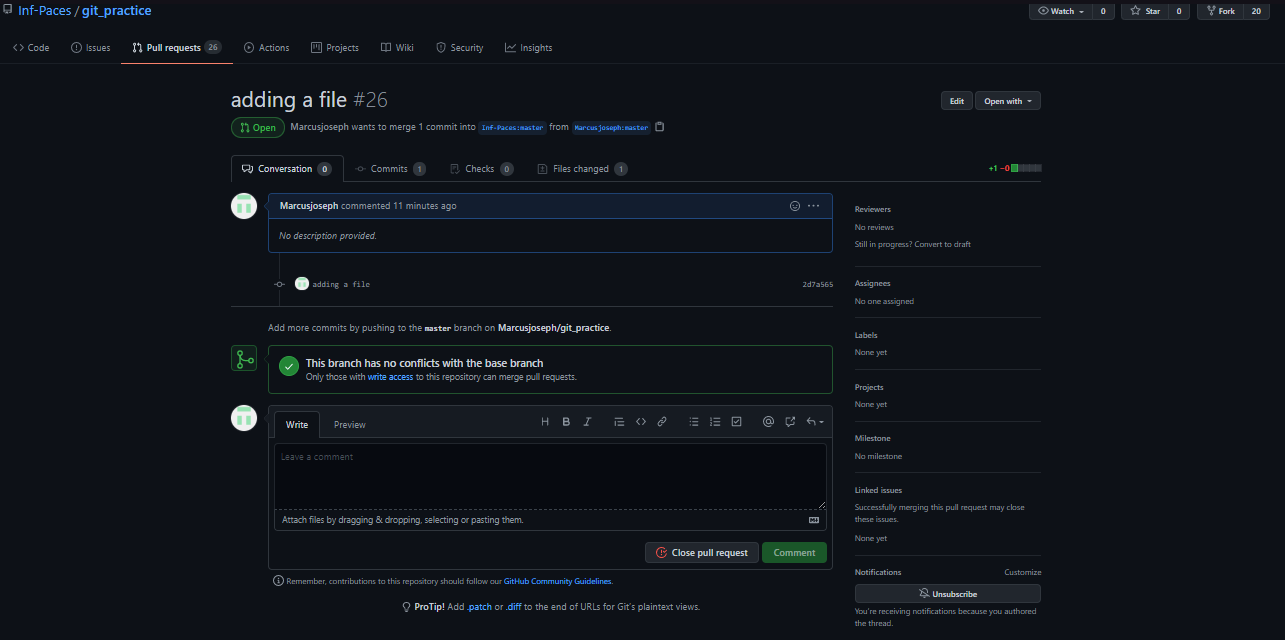 Inf-Paces / git_practice
Watch 0 Star 0 Fork 20
Code Issues Pull requests 26 Actions Projects Wiki Security Insights
adding a file #26
Edit Open with
Open Marcusjoseph wants to merge 1 commit into Inf-Paces:master from Marcusjoseph:master
Conversation 0 Commits 1 Checks 0 Files changed 1
+1 −0
Marcusjoseph commented 11 minutes ago
No description provided.
adding a file 2d7a565
Add more commits by pushing to the master branch on Marcusjoseph/git_practice.
This branch has no conflicts with the base branch
Only those with write access to this repository can merge pull requests.
Write Preview
Leave a comment
Attach files by dragging & dropping, selecting or pasting them.
Close pull request Comment
Remember, contributions to this repository should follow our GitHub Community Guidelines.
ProTip! Add .patch or .diff to the end of URLs for Git's plaintext views.
Reviewers
No reviews
Still in progress? Convert to draft
Assignees
No one assigned
Labels
None yet
Projects
None yet
Milestone
No milestone
Linked issues
Successfully merging this pull request may close
these issues.
None yet
Notifications Customize
Unsubscribe
You're receiving notifications because you authored
the thread.